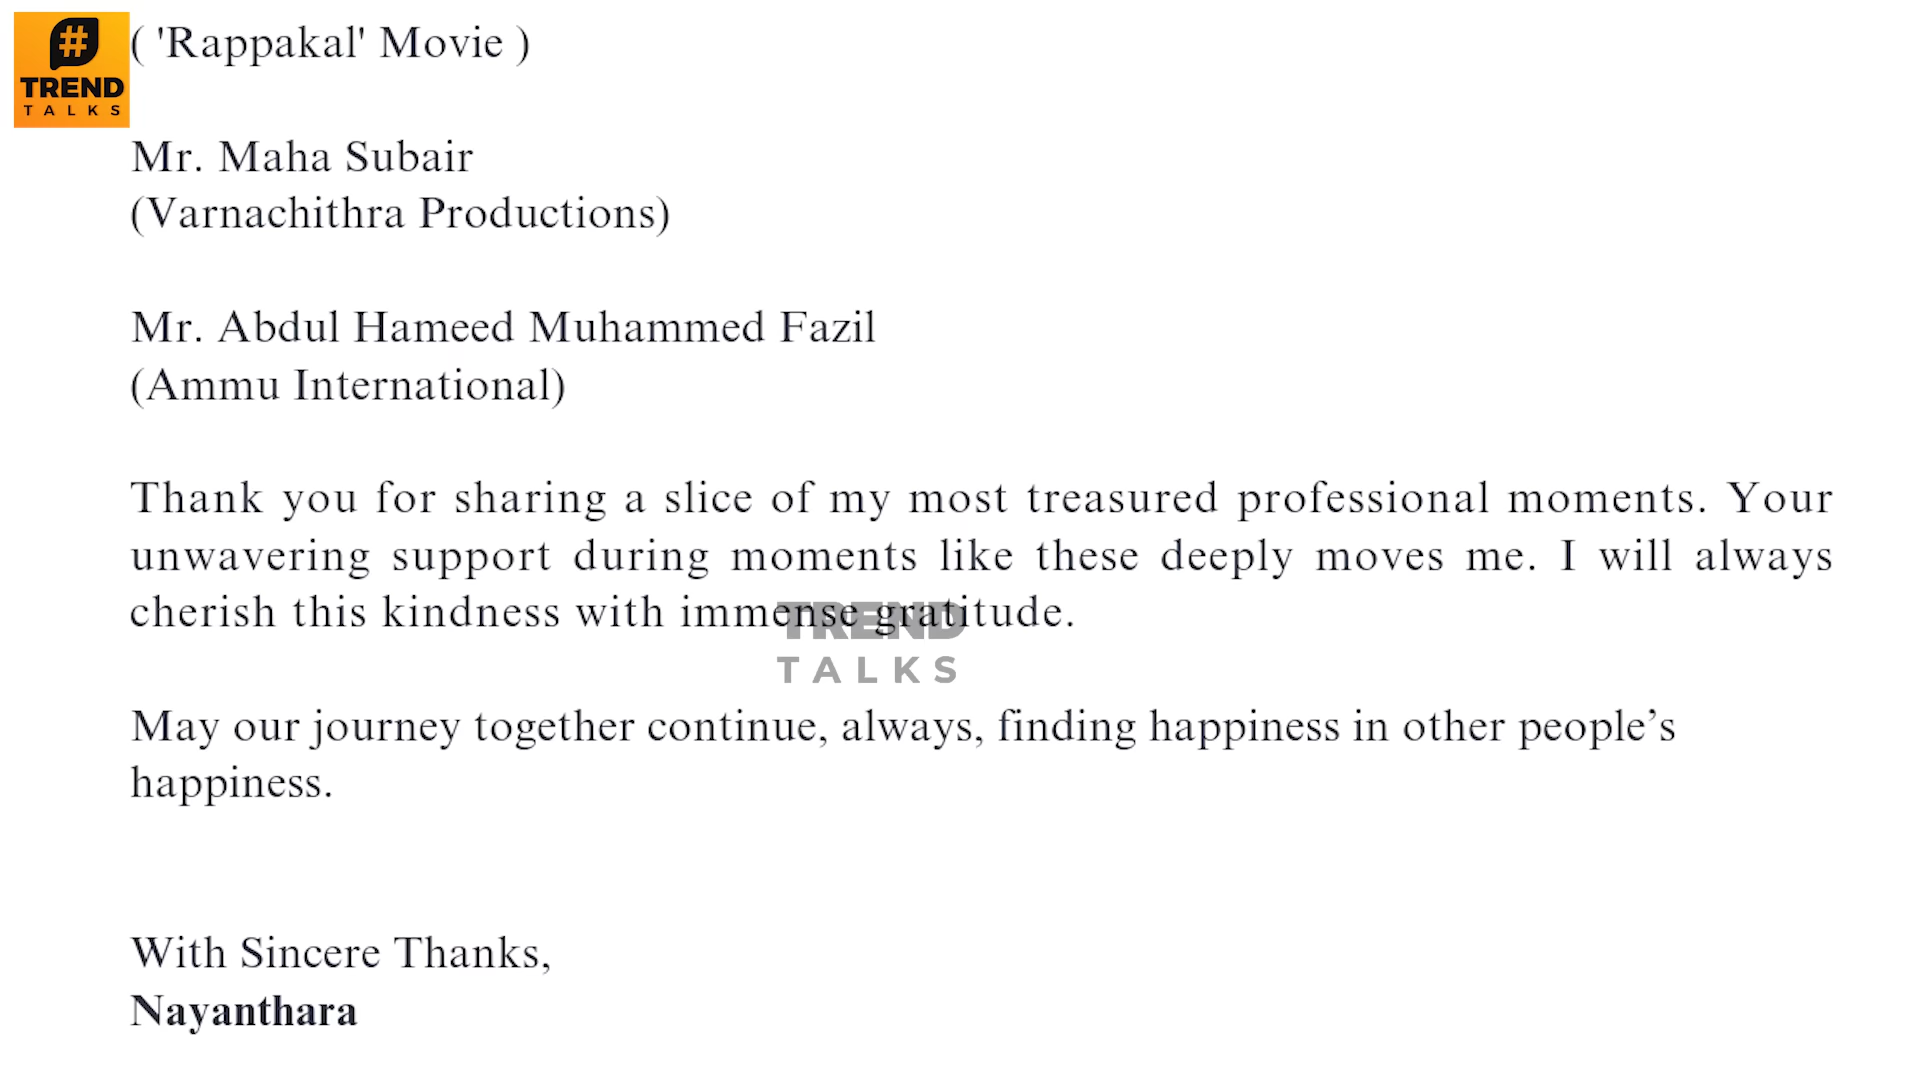 #
TREND
TALKS
( 'Rappakal' Movie )
Mr. Maha Subair
(Varnachithra Productions)
Mr. Abdul Hameed Muhammed Fazil
(Ammu International)
Thank you for sharing a slice of my most treasured professional moments. Your
unwavering support during moments like these deeply moves me. I will always
cherish this kindness with immense gratitude.
TREND
TALKS
May our journey together continue, always, finding happiness in other people’s
happiness.
With Sincere Thanks,
Nayanthara